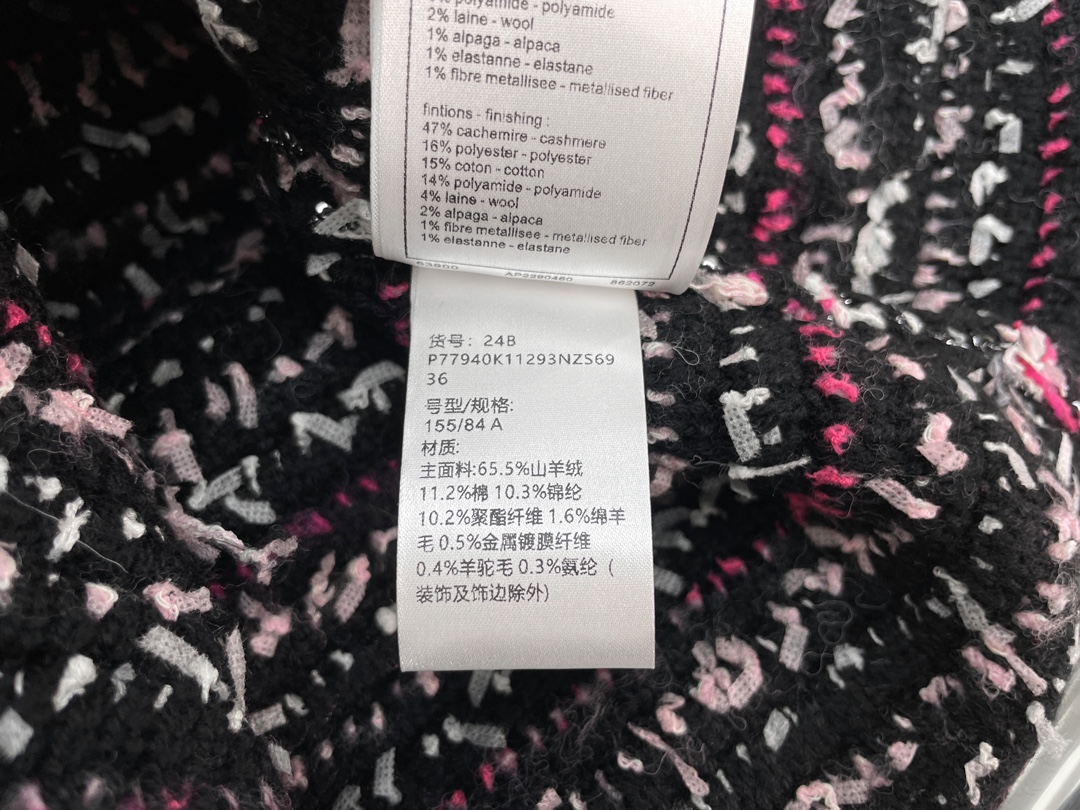 polyamide - polyamide
2% laine - wool
1% alpaga - alpaca
1% elastanne - elastane
1% fibre metallisee - metallised fiber
fintions - finishing :
47% cachemire - cashmere
16% polyester - polyester
15% coton - cotton
14% polyamide - polyamide
4% laine - wool
2% alpaga - alpaca
1% fibre metallisee - metallised fiber
1% elastanne - elastane
63800 AP2290460 862072
货号: 24B
P77940K11293NZS69
36
号型/规格:
155/84 A
材质:
主面料:65.5%山羊绒
11.2%棉 10.3%锦纶
10.2%聚酯纤维 1.6%绵羊
毛 0.5%金属镀膜纤维
0.4%羊驼毛 0.3%氨纶 (
装饰及饰边除外)